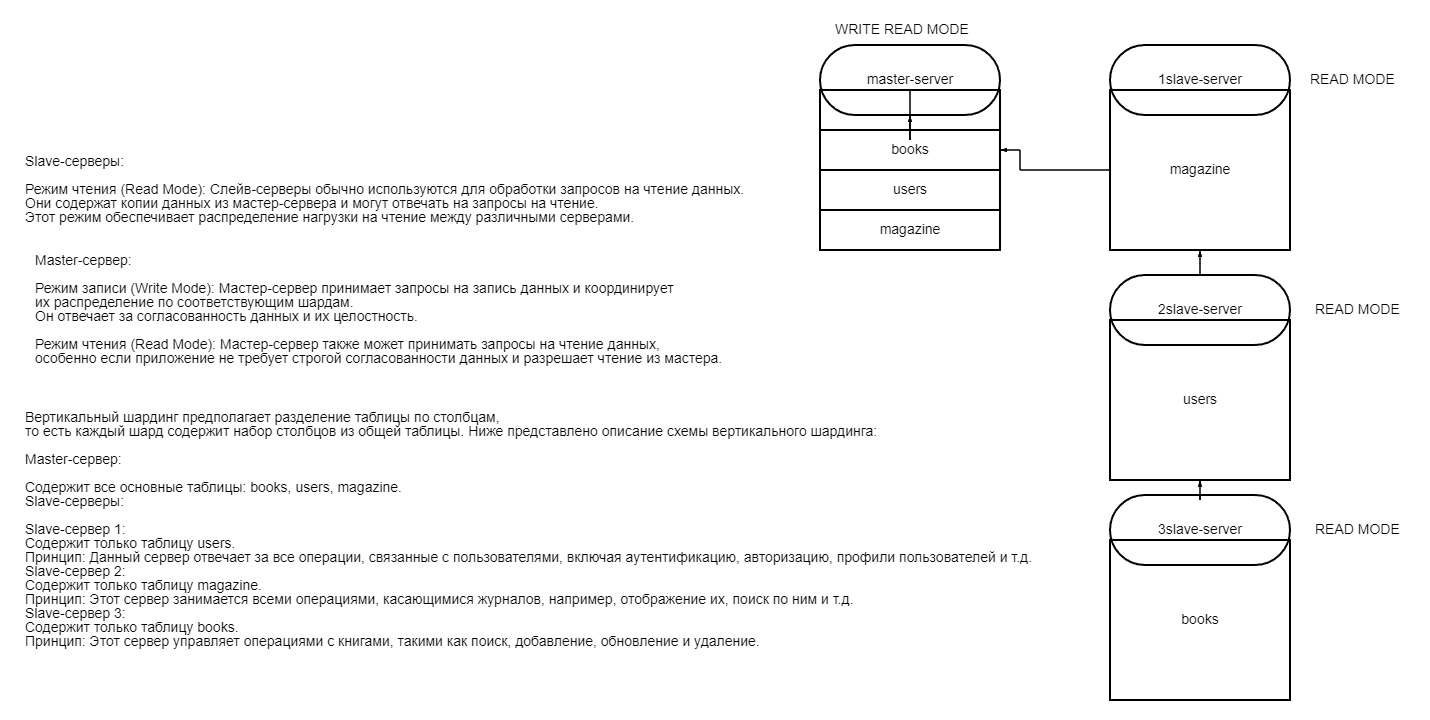 WRITE READ MODE
master-server
books
users
magazine
1slave-server
READ MODE
magazine
2slave-server
READ MODE
users
3slave-server
READ MODE
books
Slave-серверы:
Режим чтения (Read Mode): Слейв-серверы обычно используются для обработки запросов на чтение данных.
Они содержат копии данных из мастер-сервера и могут отвечать на запросы на чтение.
Этот режим обеспечивает распределение нагрузки на чтение между различными серверами.
Master-сервер:
Режим записи (Write Mode): Мастер-сервер принимает запросы на запись данных и координирует
их распределение по соответствующим шардам.
Он отвечает за согласованность данных и их целостность.
Режим чтения (Read Mode): Мастер-сервер также может принимать запросы на чтение данных,
особенно если приложение не требует строгой согласованности данных и разрешает чтение из мастера.
Вертикальный шардинг предполагает разделение таблицы по столбцам,
то есть каждый шард содержит набор столбцов из общей таблицы. Ниже представлено описание схемы вертикального шардинга:
Master-сервер:
Содержит все основные таблицы: books, users, magazine.
Slave-серверы:
Slave-сервер 1:
Содержит только таблицу users.
Принцип: Данный сервер отвечает за все операции, связанные с пользователями, включая аутентификацию, авторизацию, профили пользователей и т.д.
Slave-сервер 2:
Содержит только таблицу magazine.
Принцип: Этот сервер занимается всеми операциями, касающимися журналов, например, отображение их, поиск по ним и т.д.
Slave-сервер 3:
Содержит только таблицу books.
Принцип: Этот сервер управляет операциями с книгами, такими как поиск, добавление, обновление и удаление.